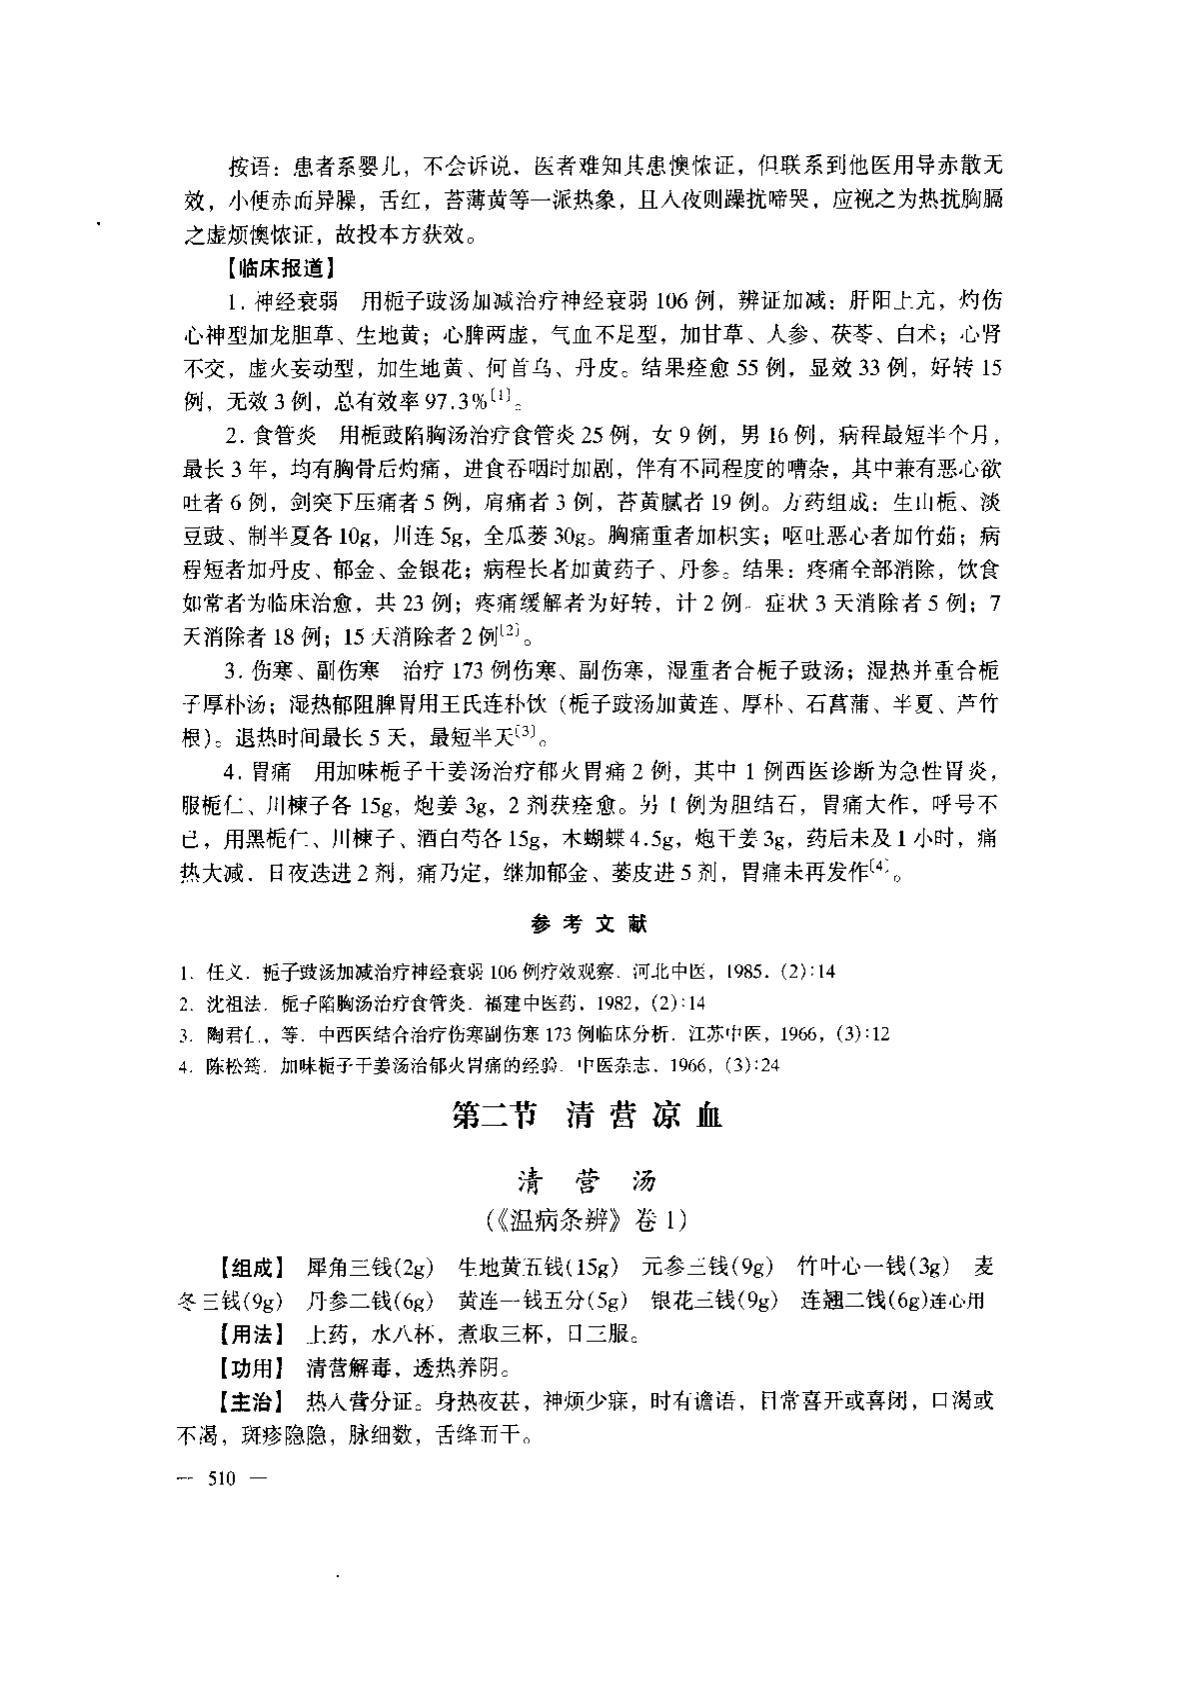 按语：患者系婴儿，不会诉说，医者难知其患懊侬证，但联系到他医用导赤散无
效，小便赤而异臊，舌红，苔薄黄等一派热象，且入夜则躁扰啼哭，应视之为热扰胸膈
之虚烦懊侬证，故投本方获效。
【临床报道】
1. 神经衰弱　用栀子豉汤加减治疗神经衰弱 106 例，辨证加减：肝阳上亢，灼伤
心神型加龙胆草、生地黄；心脾两虚，气血不足型，加甘草、人参、茯苓、白术；心肾
不交，虚火妄动型，加生地黄、何首乌、丹皮。结果痊愈 55 例，显效 33 例，好转 15
例，无效 3 例，总有效率 97.3%〔1〕。
2. 食管炎　用栀豉陷胸汤治疗食管炎 25 例，女 9 例，男 16 例，病程最短半个月，
最长 3 年，均有胸骨后灼痛，进食吞咽时加剧，伴有不同程度的嘈杂，其中兼有恶心欲
吐者 6 例，剑突下压痛者 5 例，肩痛者 3 例，苔黄腻者 19 例。方药组成：生山栀、淡
豆豉、制半夏各 10g，川连 5g，全瓜蒌 30g。胸痛重者加枳实；呕吐恶心者加竹茹；病
程短者加丹皮、郁金、金银花；病程长者加黄药子、丹参。结果：疼痛全部消除，饮食
如常者为临床治愈，共 23 例；疼痛缓解者为好转，计 2 例。症状 3 天消除者 5 例；7
天消除者 18 例；15 天消除者 2 例〔2〕。
3. 伤寒、副伤寒　治疗 173 例伤寒、副伤寒，湿重者合栀子豉汤；湿热并重合栀
子厚朴汤；湿热郁阻脾胃用王氏连朴饮（栀子豉汤加黄连、厚朴、石菖蒲、半夏、芦竹
根）。退热时间最长 5 天，最短半天〔3〕。
4. 胃痛　用加味栀子干姜汤治疗郁火胃痛 2 例，其中 1 例西医诊断为急性胃炎，
服栀仁、川楝子各 15g，炮姜 3g，2 剂获痊愈。另 1 例为胆结石，胃痛大作，呼号不
已，用黑栀仁、川楝子、酒白芍各 15g，木蝴蝶 4.5g，炮干姜 3g，药后未及 1 小时，痛
热大减．日夜迭进 2 剂，痛乃定，继加郁金、蒌皮进 5 剂，胃痛未再发作〔4〕。
参 考 文 献
1. 任义. 栀子豉汤加减治疗神经衰弱 106 例疗效观察. 河北中医，1985.（2）:14
2. 沈祖法. 栀子陷胸汤治疗食管炎. 福建中医药，1982，（2）:14
3. 陶君仁，等. 中西医结合治疗伤寒副伤寒 173 例临床分析. 江苏中医，1966，（3）:12
4. 陈松筠. 加味栀子干姜汤治郁火胃痛的经验. 中医杂志，1966，（3）:24
第二节　清 营 凉 血
清　营　汤
（《温病条辨》卷 1）
【组成】　犀角三钱(2g)　生地黄五钱(15g)　元参三钱(9g)　竹叶心一钱(3g)　麦
冬三钱(9g)　丹参二钱(6g)　黄连一钱五分(5g)　银花三钱(9g)　连翘二钱(6g)连心用
【用法】　上药，水八杯，煮取三杯，日三服。
【功用】　清营解毒，透热养阴。
【主治】　热入营分证。身热夜甚，神烦少寐，时有谵语，目常喜开或喜闭，口渴或
不渴，斑疹隐隐，脉细数，舌绛而干。
— 510 —